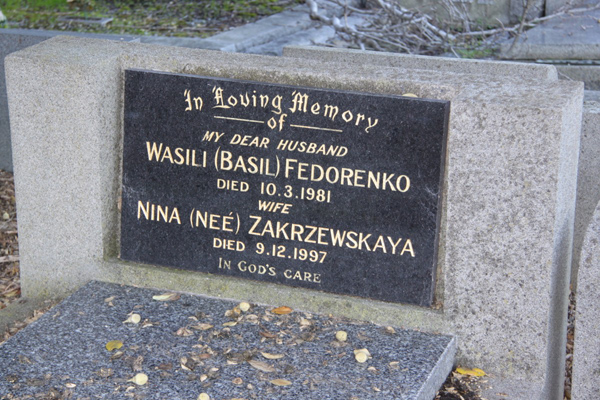 In Loving Memory
of
MY DEAR HUSBAND
WASILI (BASIL) FEDORENKO
DIED 10.3.1981
WIFE
NINA (NEÉ) ZAKRZEWSKAYA
DIED 9.12.1997
IN GOD'S CARE